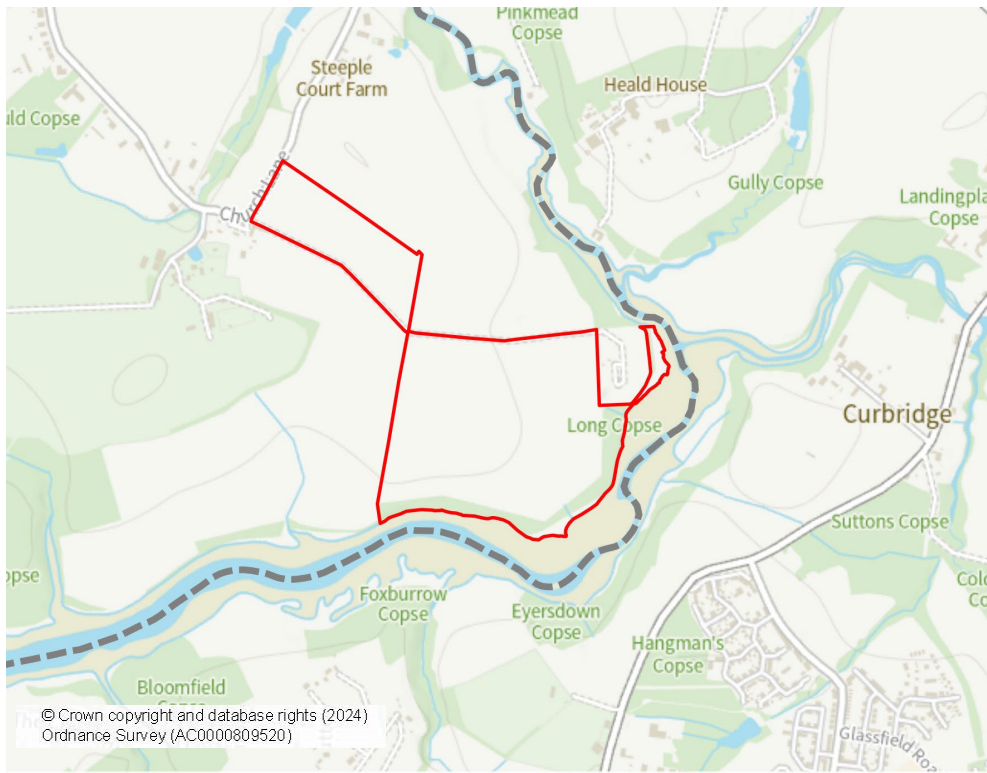 Pinkmead
Copse
Steeple
Court Farm
Heald House
uld Copse
Church Lane
Gully Copse
Landingpla
Copse
Curbridge
Long Copse
Suttons Copse
opse
Foxburrow
Copse
Eyersdown
Copse
Hangman's
Copse
Bloomfield
Glassfield Roa
© Crown copyright and database rights (2024)
Ordnance Survey (AC0000809520)